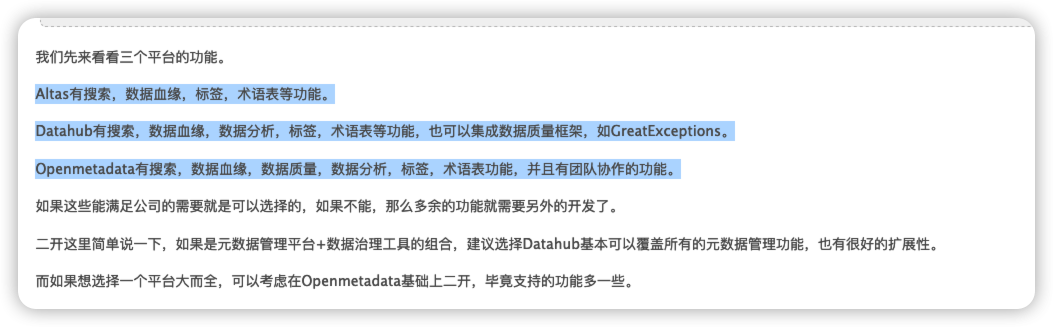 我们先来看看三个平台的功能。
Altas有搜索，数据血缘，标签，术语表等功能。
Datahub有搜索，数据血缘，数据分析，标签，术语表等功能，也可以集成数据质量框架，如GreatExceptions。
Openmetadata有搜索，数据血缘，数据质量，数据分析，标签，术语表功能，并且有团队协作的功能。
如果这些能满足公司的需要就是可以选择的，如果不能，那么多余的功能就需要另外的开发了。
二开这里简单说一下，如果是元数据管理平台+数据治理工具的组合，建议选择Datahub基本可以覆盖所有的元数据管理功能，也有很好的扩展性。
而如果想选择一个平台大而全，可以考虑在Openmetadata基础上二开，毕竟支持的功能多一些。